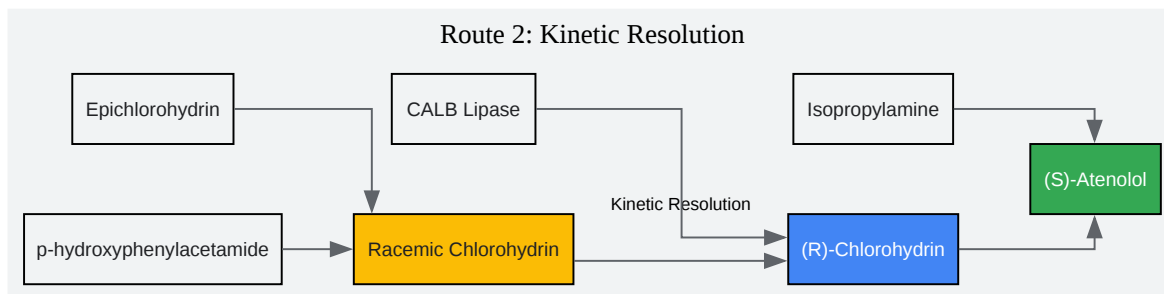 Route 2: Kinetic Resolution
Epichlorohydrin
CALB Lipase
Isopropylamine
(S)-Atenolol
Kinetic Resolution
p-hydroxyphenylacetamide
Racemic Chlorohydrin
(R)-Chlorohydrin